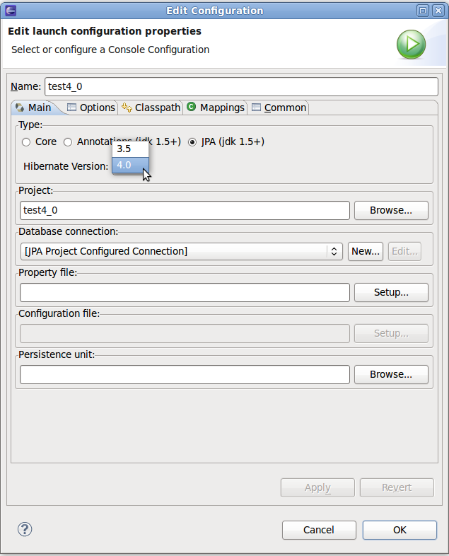 Edit Configuration
Edit launch configuration properties
Select or configure a Console Configuration
Name: test4_0
Main Options Classpath Mappings Common
Type:
Core Annotations (jdk 1.5+) JPA (jdk 1.5+)
3.5
Hibernate Version: 4.0
Project:
test4_0 Browse...
Database connection:
[JPA Project Configured Connection] New... Edit...
Property file:
Setup...
Configuration file:
Setup...
Persistence unit:
Browse...
Apply Revert
? Cancel OK